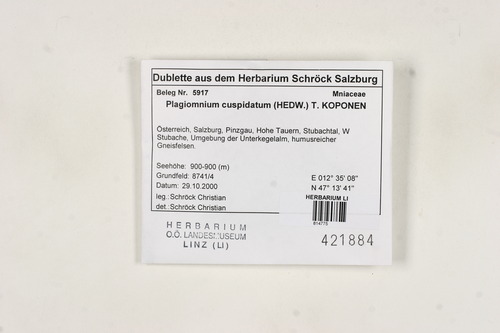 Dublette aus dem Herbarium Schröck Salzburg
Beleg Nr. 5917 Mniaceae
Plagiomnium cuspidatum (HEDW.) T. KOPONEN
Österreich, Salzburg, Pinzgau, Hohe Tauern, Stubachtal, W
Stubache, Umgebung der Unterkegelalm, humusreicher
Gneisfelsen.
Seehöhe: 900-900 (m)
Grundfeld: 8741/4 E 012° 35' 08"
Datum: 29.10.2000 N 47° 13' 41"
leg.: Schröck Christian HERBARIUM LI
det.: Schröck Christian
814775
HERBARIUM
O.Ö. LANDESMUSEUM
LINZ (LI) 421884